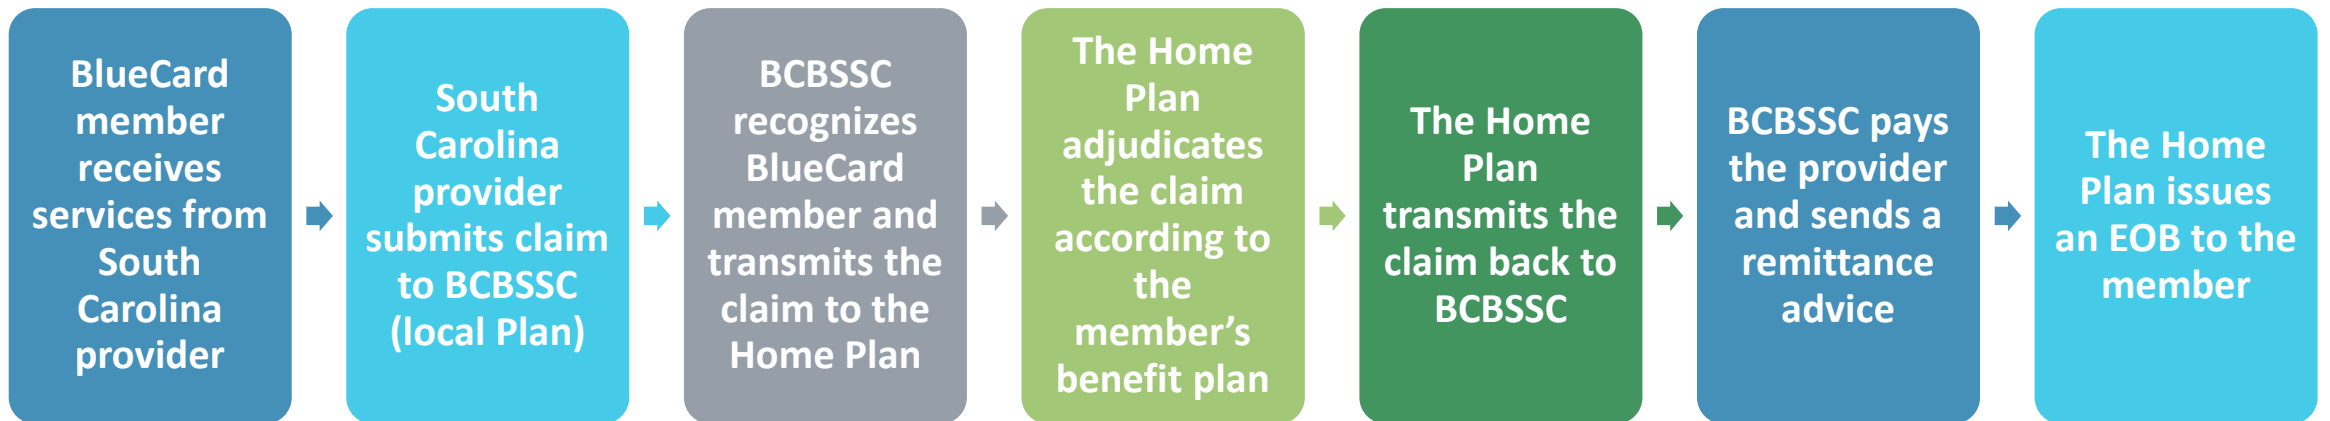 BlueCard
member
receives
services from
South
Carolina
provider
South
Carolina
provider
submits claim
to BCBSSC
(local Plan)
BCBSSC
recognizes
BlueCard
member and
transmits the
claim to the
Home Plan
The Home
Plan
adjudicates
the claim
according to
the
member’s
benefit plan
The Home
Plan
transmits the
claim back to
BCBSSC
BCBSSC pays
the provider
and sends a
remittance
advice
The Home
Plan issues
an EOB to the
member